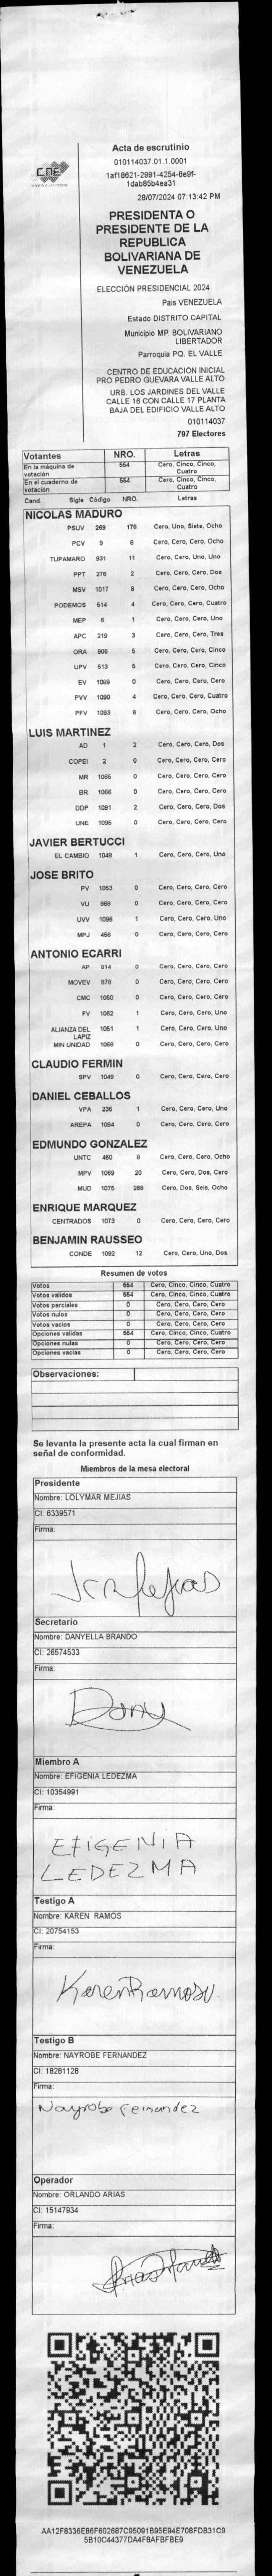 CNE
Acta de escrutinio
010114037.01.1.0001
1af18621-2991-4254-8e9f-
1dab85b4ea31
28/07/2024 07:13:42 PM
PRESIDENTA O
PRESIDENTE DE LA
REPUBLICA
BOLIVARIANA DE
VENEZUELA
ELECCIÓN PRESIDENCIAL 2024
Pais VENEZUELA
Estado DISTRITO CAPITAL
Municipio MP. BOLIVARIANO
LIBERTADOR
Parroquia PQ. EL VALLE
CENTRO DE EDUCACION INICIAL
PRO PEDRO GUEVARA VALLE ALTO
URB. LOS JARDINES DEL VALLE
CALLE 16 CON CALLE 17 PLANTA
BAJA DEL EDIFICIO VALLE ALTO
010114037
797 Electores
Votantes NRO. Letras
En la máquina de votación 554 Cero, Cinco, Cinco, Cuatro
En el cuaderno de votación 554 Cero, Cinco, Cinco, Cuatro
Cand. Sigla Código NRO. Letras
NICOLAS MADURO
PSUV 269 178 Cero, Uno, Siete, Ocho
PCV 9 8 Cero, Cero, Cero, Ocho
TUPAMARO 931 11 Cero, Cero, Uno, Uno
PPT 276 2 Cero, Cero, Cero, Dos
MSV 1017 8 Cero, Cero, Cero, Ocho
PODEMOS 514 4 Cero, Cero, Cero, Cuatro
MEP 6 1 Cero, Cero, Cero, Uno
APC 219 3 Cero, Cero, Cero, Tres
ORA 906 5 Cero, Cero, Cero, Cinco
UPV 513 5 Cero, Cero, Cero, Cinco
EV 1089 0 Cero, Cero, Cero, Cero
PVV 1090 4 Cero, Cero, Cero, Cuatro
PFV 1093 8 Cero, Cero, Cero, Ocho
LUIS MARTINEZ
AD 1 2 Cero, Cero, Cero, Dos
COPEI 2 0 Cero, Cero, Cero, Cero
MR 1065 0 Cero, Cero, Cero, Cero
BR 1066 0 Cero, Cero, Cero, Cero
DDP 1091 2 Cero, Cero, Cero, Dos
UNE 1095 0 Cero, Cero, Cero, Cero
JAVIER BERTUCCI
EL CAMBIO 1048 1 Cero, Cero, Cero, Uno
JOSE BRITO
PV 1053 0 Cero, Cero, Cero, Cero
VU 868 0 Cero, Cero, Cero, Cero
UVV 1096 1 Cero, Cero, Cero, Uno
MPJ 458 0 Cero, Cero, Cero, Cero
ANTONIO ECARRI
AP 814 0 Cero, Cero, Cero, Cero
MOVEV 878 0 Cero, Cero, Cero, Cero
CMC 1050 0 Cero, Cero, Cero, Cero
FV 1062 1 Cero, Cero, Cero, Uno
ALIANZA DEL LAPIZ 1051 1 Cero, Cero, Cero, Uno
MIN UNIDAD 1068 0 Cero, Cero, Cero, Cero
CLAUDIO FERMIN
SPV 1049 0 Cero, Cero, Cero, Cero
DANIEL CEBALLOS
VPA 236 1 Cero, Cero, Cero, Uno
AREPA 1094 0 Cero, Cero, Cero, Cero
EDMUNDO GONZALEZ
UNTC 460 8 Cero, Cero, Cero, Ocho
MPV 1069 20 Cero, Cero, Dos, Cero
MUD 1075 268 Cero, Dos, Seis, Ocho
ENRIQUE MARQUEZ
CENTRADOS 1073 0 Cero, Cero, Cero, Cero
BENJAMIN RAUSSEO
CONDE 1092 12 Cero, Cero, Uno, Dos
Resumen de votos
Votos 554 Cero, Cinco, Cinco, Cuatro
Votos validos 554 Cero, Cinco, Cinco, Cuatro
Votos parciales 0 Cero, Cero, Cero, Cero
Votos nulos 0 Cero, Cero, Cero, Cero
Votos vacios 0 Cero, Cero, Cero, Cero
Opciones validas 554 Cero, Cinco, Cinco, Cuatro
Opciones nulas 0 Cero, Cero, Cero, Cero
Opciones vacias 0 Cero, Cero, Cero, Cero
Observaciones:
Se levanta la presente acta la cual firman en
señal de conformidad.
Miembros de la mesa electoral
Presidente
Nombre: LOLYMAR MEJIAS
CI: 6339571
Firma:
Secretario
Nombre: DANYELLA BRANDO
CI: 26574533
Firma:
Dany
Miembro A
Nombre: EFIGENIA LEDEZMA
CI: 10354991
Firma:
EFIGENIA
LEDEZMA
Testigo A
Nombre: KAREN RAMOS
CI: 20754153
Firma:
Karen Ramos
Testigo B
Nombre: NAYROBE FERNANDEZ
CI: 18281128
Firma:
Nayrobe Fernandez
Operador
Nombre: ORLANDO ARIAS
CI: 15147934
Firma:
AA12F8336E86F602687C95091B95E94E708FDB31C9
5B10C44377DA4F8AFBFBE9